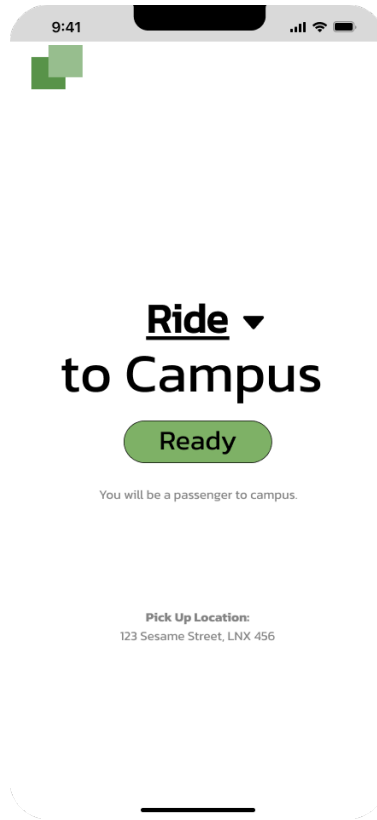 9:41
Ride
to Campus
Ready
You will be a passenger to campus.
Pick Up Location:
123 Sesame Street, LNX 456